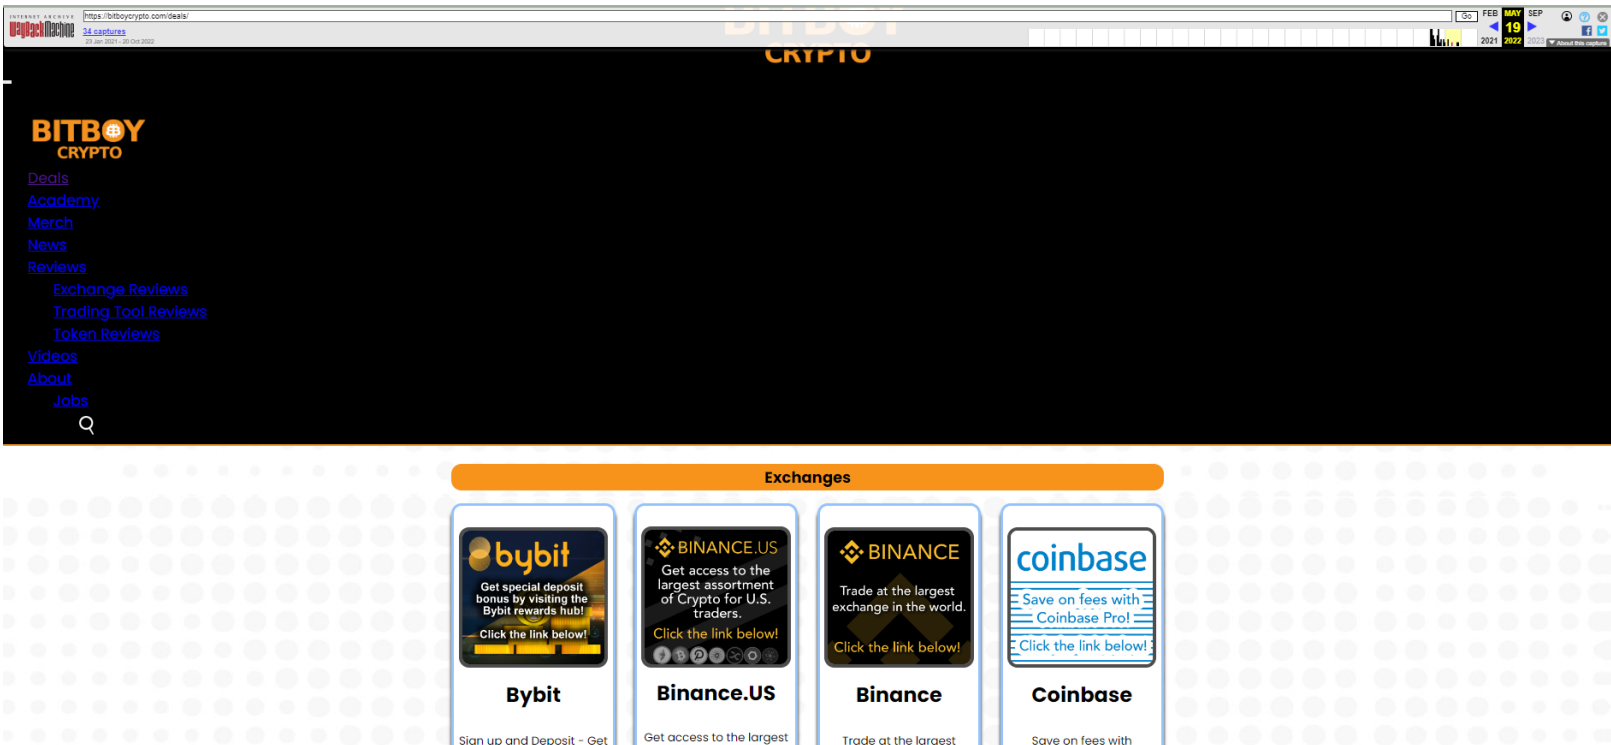 INTERNET ARCHIVE
WayBackMachine
https://bitboycrypto.com/deals/
Go
FEB MAY SEP
34 captures
19
23 Jan 2021 - 20 Oct 2022
2021 2022 2023
About this capture
CRYPTO
BITBOY
CRYPTO
Deals
Academy
Merch
News
Reviews
Exchange Reviews
Trading Tool Reviews
Token Reviews
Videos
About
Jobs
Exchanges
bybit
Get special deposit
bonus by visiting the
Bybit rewards hub!
Click the link below!
Bybit
Sign up and Deposit - Get
BINANCE.US
Get access to the
largest assortment
of Crypto for U.S.
traders.
Click the link below!
Binance.US
Get access to the largest
BINANCE
Trade at the largest
exchange in the world.
Click the link below!
Binance
Trade at the largest
coinbase
Save on fees with
Coinbase Pro!
Click the link below!
Coinbase
Save on fees with